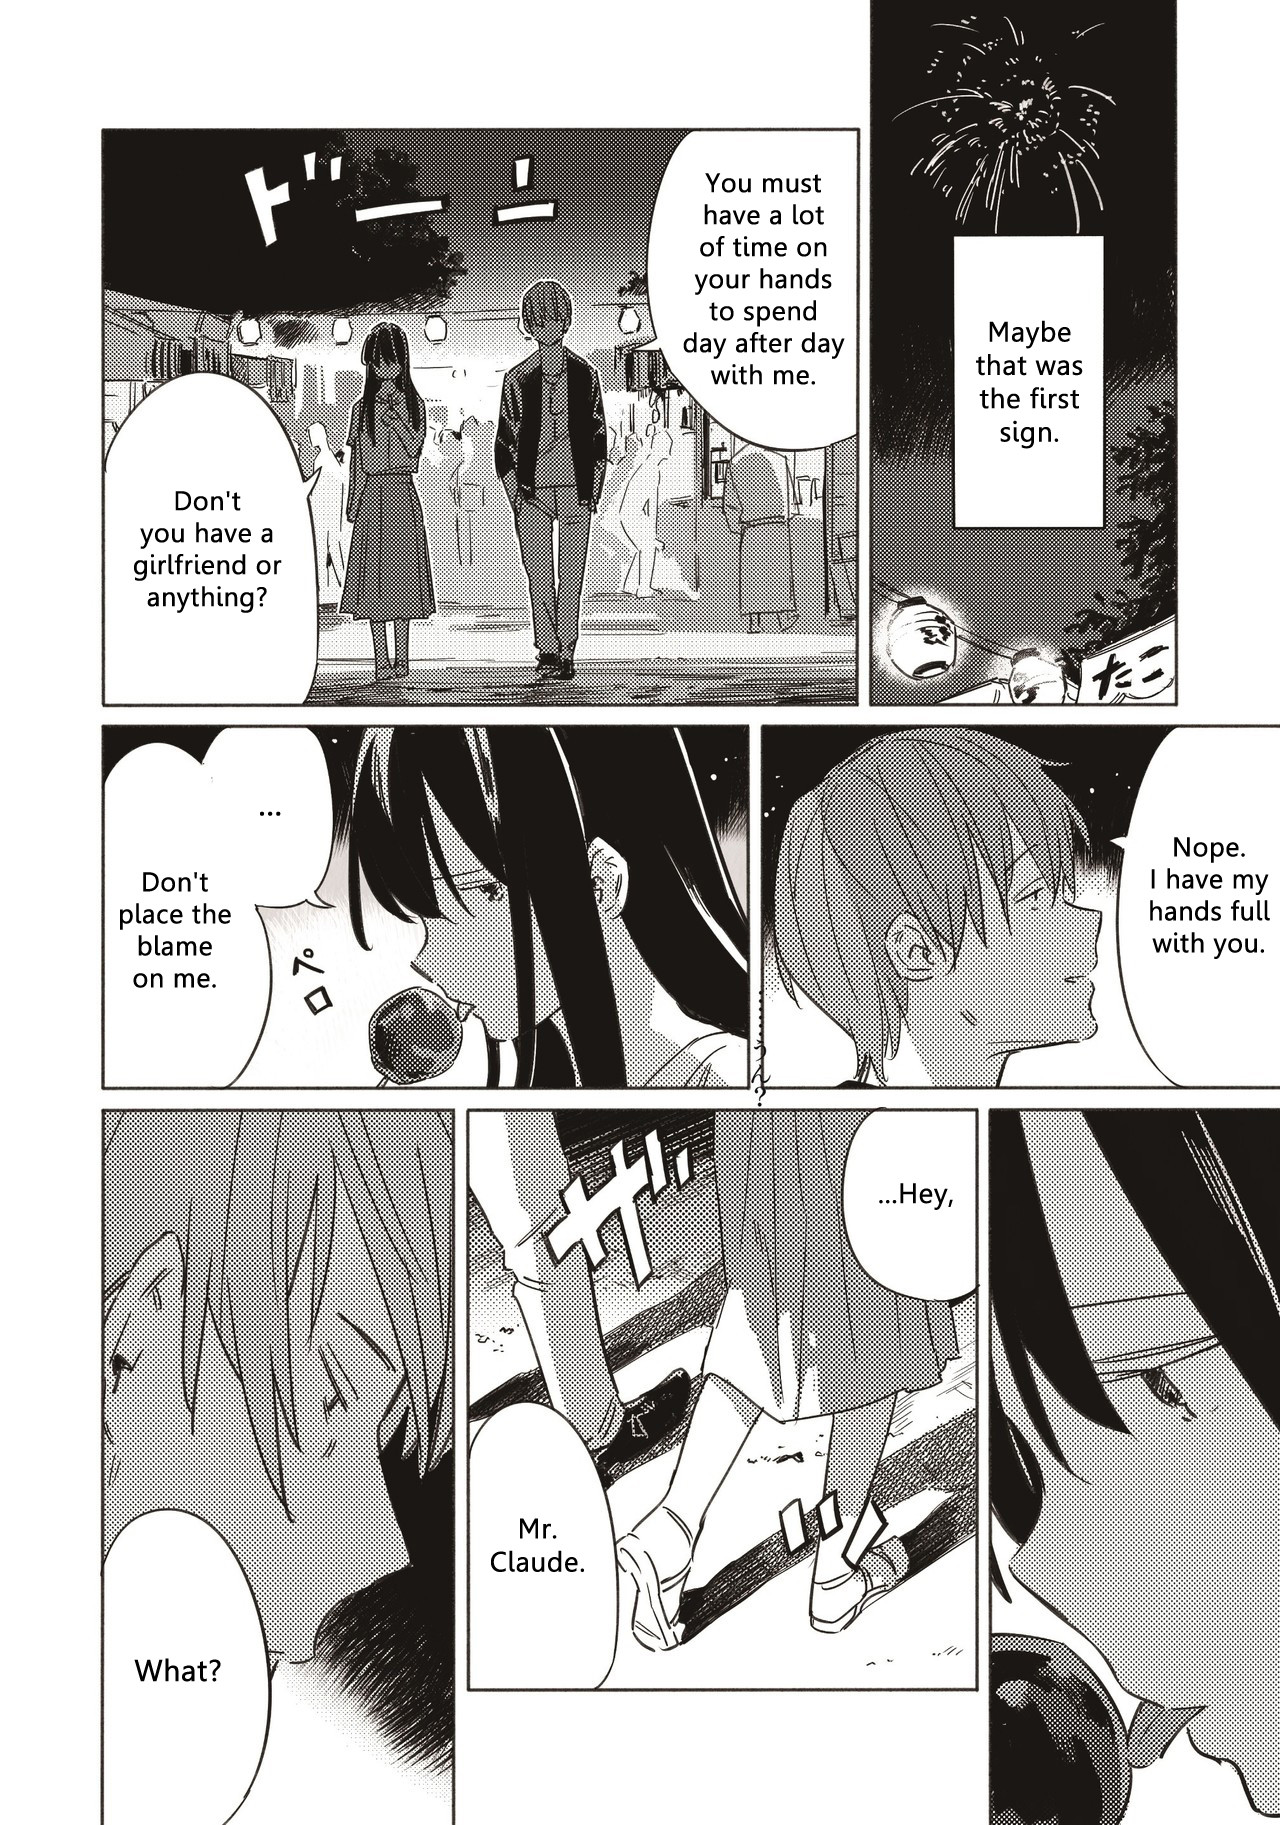 Maybe
that was
the first
sign.
たこ
You must
have a lot
of time on
your hands
to spend
day after day
with me.
ドーン
Don't
you have a
girlfriend or
anything?
Nope.
I have my
hands full
with you.
…
Don't
place the
blame
on me.
ペロ
………うん?
...Hey,
ザッ
Mr.
Claude.
What?